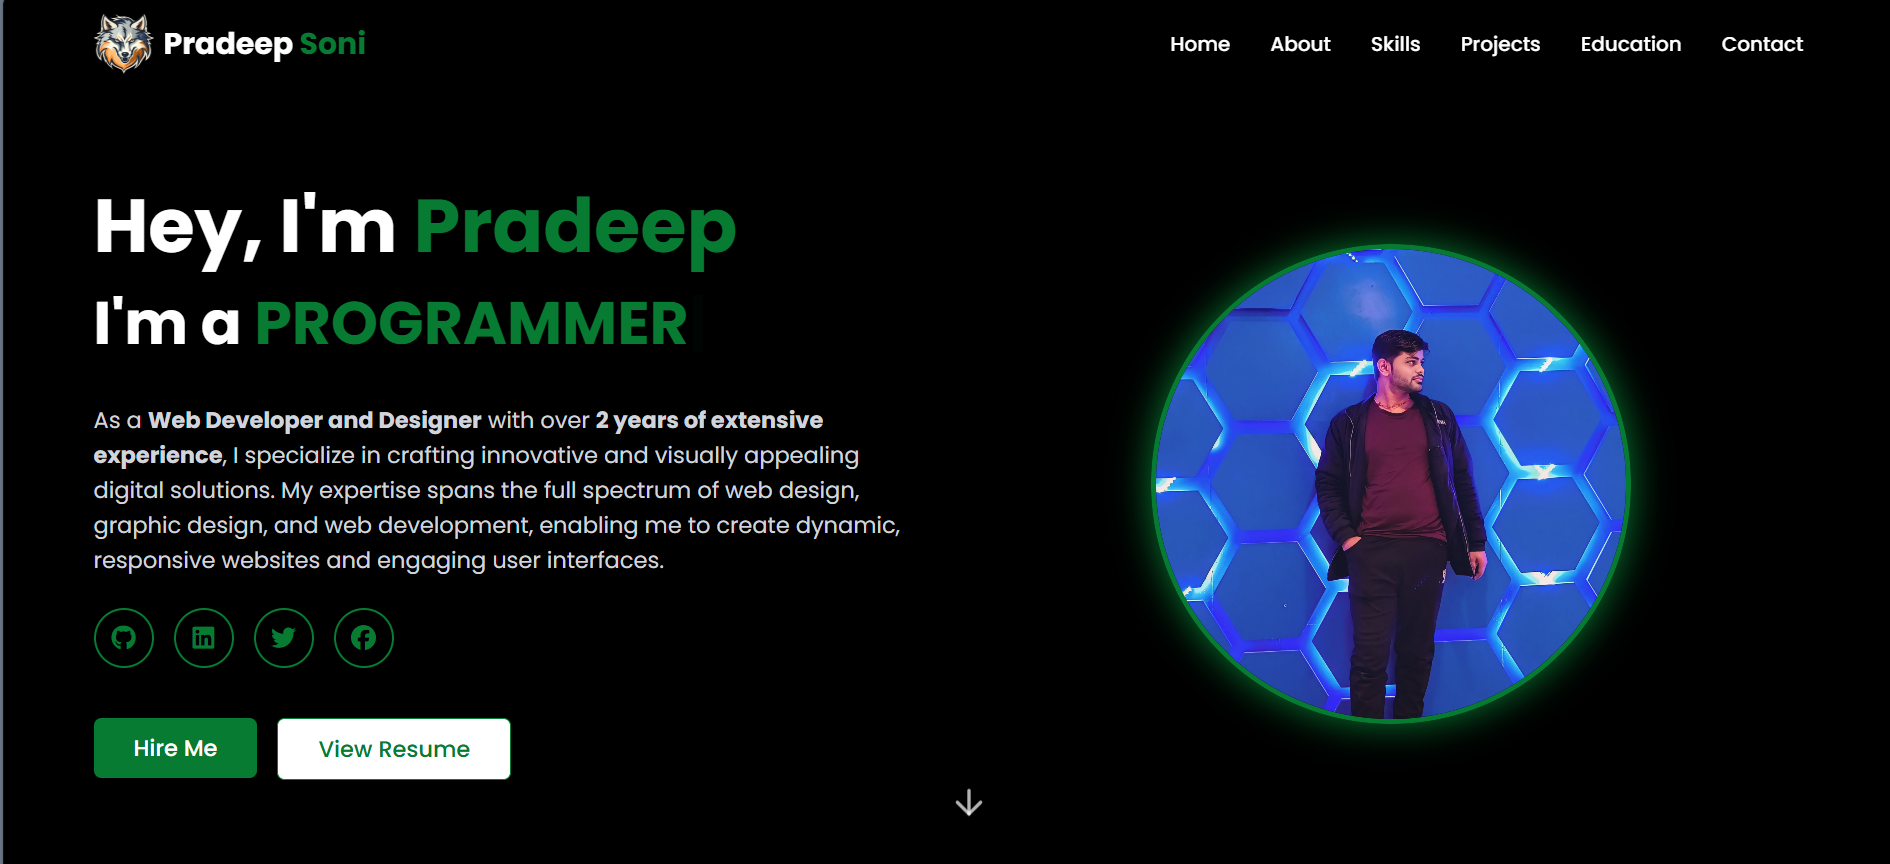 Pradeep Soni
Home About Skills Projects Education Contact
Hey, I'm Pradeep
I'm a PROGRAMMER
As a Web Developer and Designer with over 2 years of extensive
experience, I specialize in crafting innovative and visually appealing
digital solutions. My expertise spans the full spectrum of web design,
graphic design, and web development, enabling me to create dynamic,
responsive websites and engaging user interfaces.
Hire Me View Resume